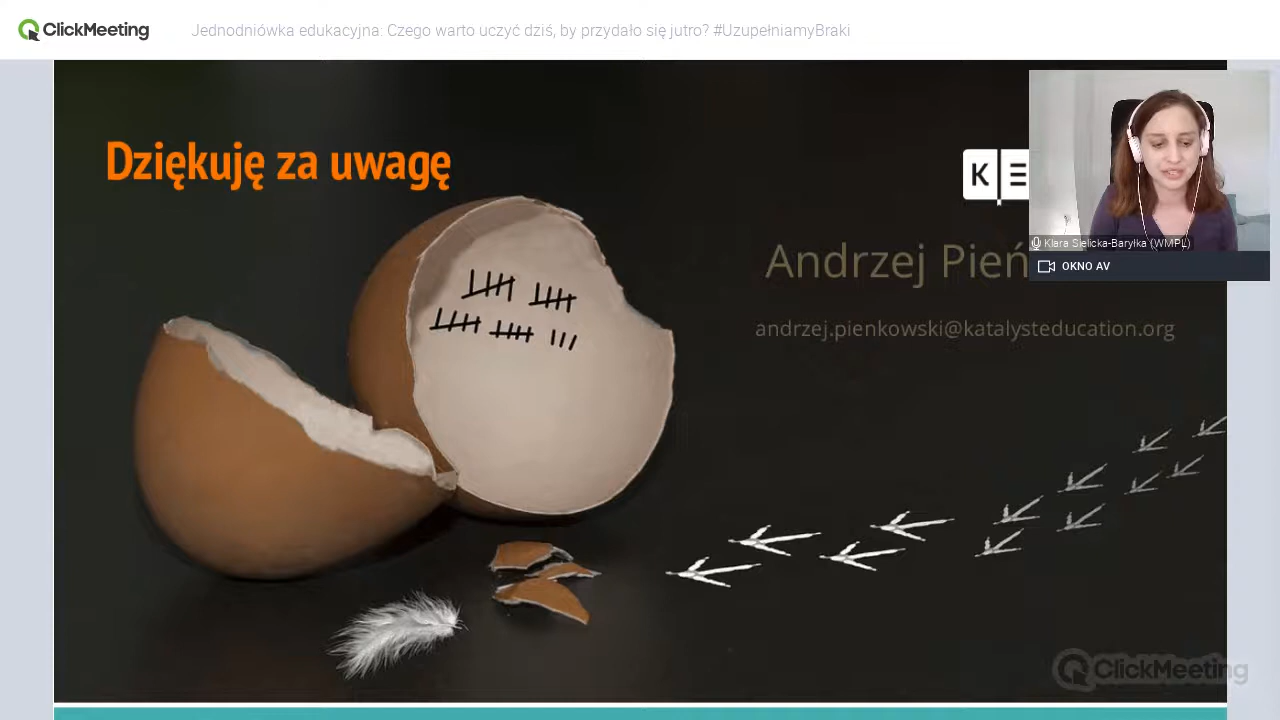 ClickMeeting
Jednodniówka edukacyjna: Czego warto uczyć dziś, by przydało się jutro? #UzupełniamyBraki
Dziękuję za uwagę
K
Klara Sielicka-Baryłka (WMPL)
OKNO AV
Andrzej Pień
andrzej.pienkowski@katalysteducation.org
ClickMeeting